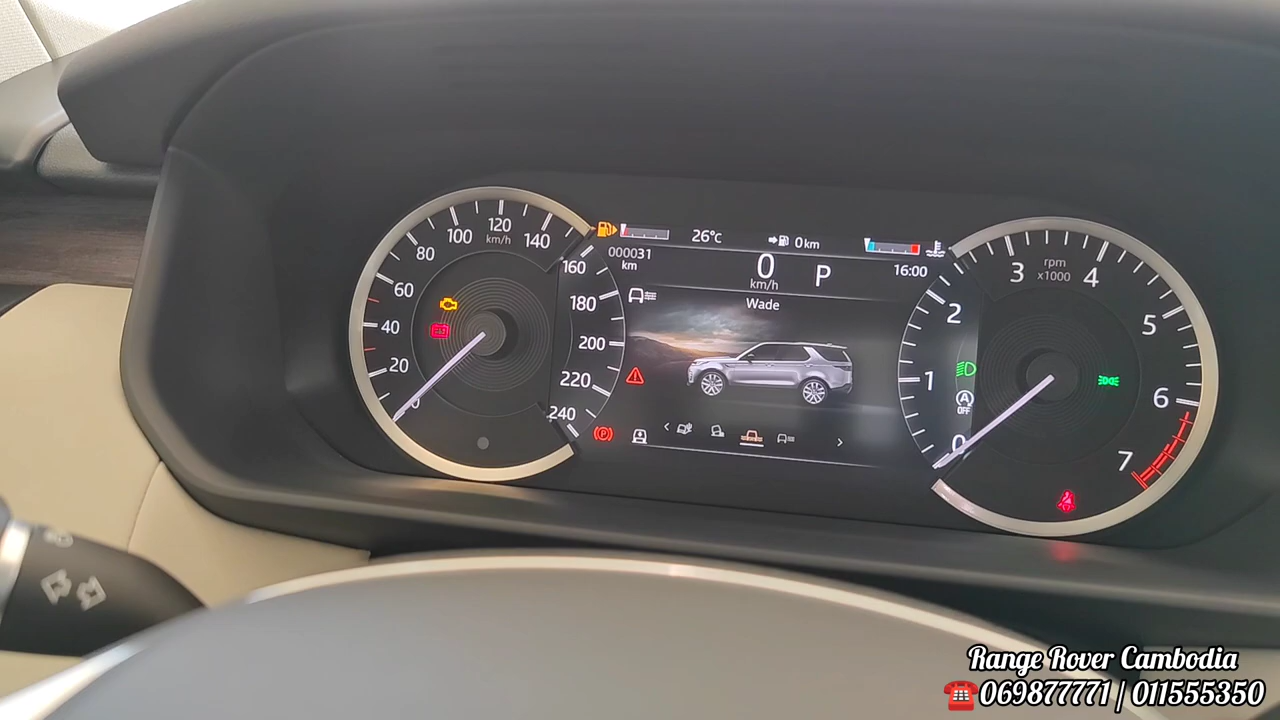 20
40
60
80
100
120
km/h
140
160
180
200
220
240
0
26°C
0 km
000031
km
0
km/h
P
16:00
Wade
rpm
x1000
0
1
2
3
4
5
6
7
A
OFF
P
Range Rover Cambodia
☎069877771 / 011555350